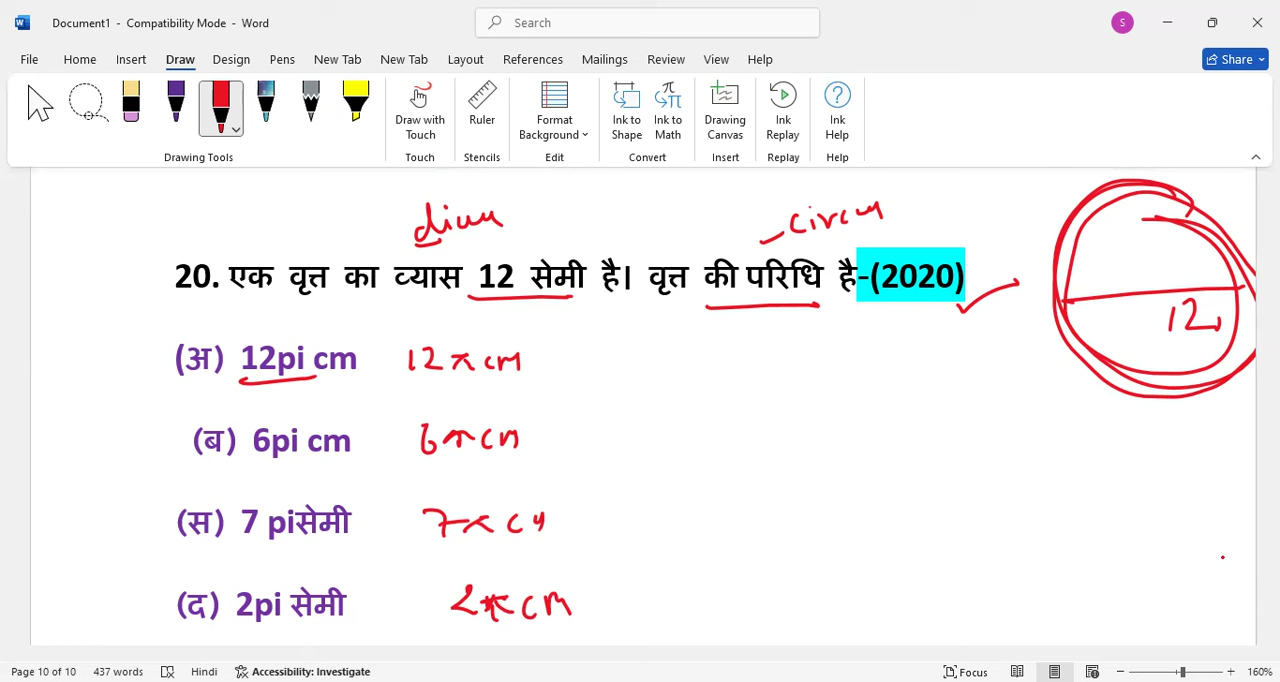 Document1 - Compatibility Mode - Word
Search
S
File Home Insert Draw Design Pens New Tab New Tab Layout References Mailings Review View Help Share
Draw with Touch
Ruler
Format Background
Ink to Shape
Ink to Math
Drawing Canvas
Ink Replay
Ink Help
Drawing Tools Touch Stencils Edit Convert Insert Replay Help
circu
20. एक वृत्त का व्यास 12 सेमी है। वृत्त की परिधि है-(2020)
12
(अ) 12pi cm 12π cm
(ब) 6pi cm 6π cm
(स) 7 piसेमी 7π c
(द) 2pi सेमी 2π cm
Page 10 of 10 437 words Hindi Accessibility: Investigate Focus 160%